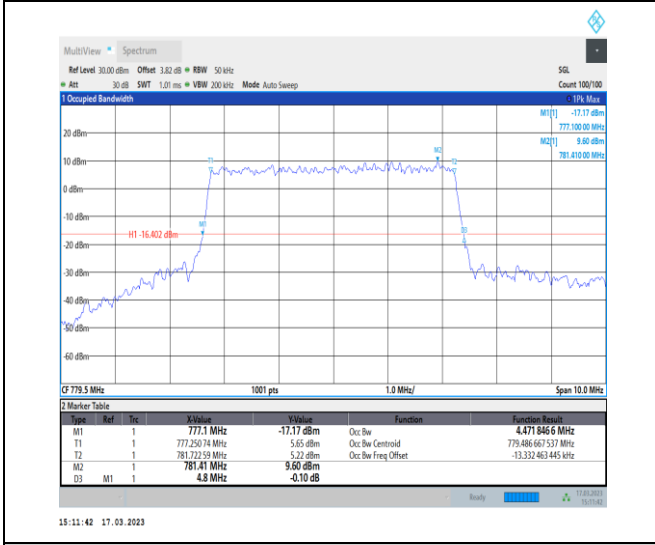 MultiView Spectrum
Ref Level 30.00 dBm Offset 3.82 dB RBW 50 kHz SGL
Att 30 dB SWT 1.01 ms VBW 200 kHz Mode Auto Sweep Count 100/100
1 Occupied Bandwidth 1Pk Max
M1[1] -17.17 dBm
777.100 00 MHz
M2[1] 9.60 dBm
781.410 00 MHz
20 dBm
M2
T1 T2
10 dBm
0 dBm
-10 dBm
M1
D3
H1 -16.402 dBm
-20 dBm
-30 dBm
-40 dBm
-50 dBm
-60 dBm
CF 779.5 MHz 1001 pts 1.0 MHz/ Span 10.0 MHz
2 Marker Table
Type Ref Trc X-Value Y-Value Function Function Result
M1 1 777.1 MHz -17.17 dBm Occ Bw 4.471 846 6 MHz
T1 1 777.250 74 MHz 5.65 dBm Occ Bw Centroid 779.486 667 537 MHz
T2 1 781.722 59 MHz 5.22 dBm Occ Bw Freq Offset -13.332 463 445 kHz
M2 1 781.41 MHz 9.60 dBm
D3 M1 1 4.8 MHz -0.10 dB
Ready 17.03.2023
15:11:42
15:11:42 17.03.2023